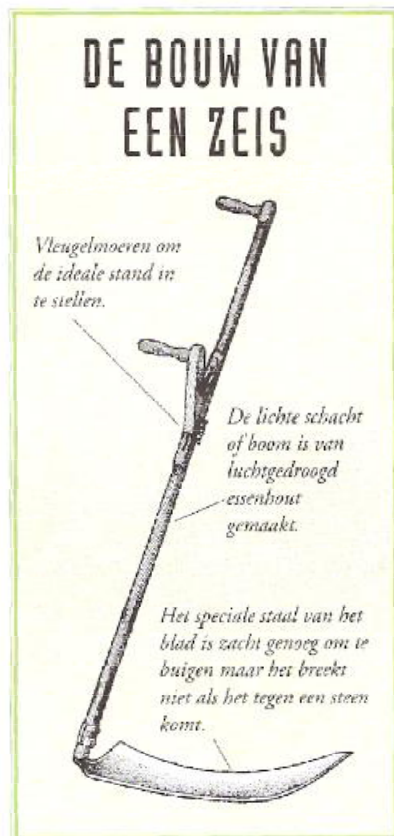 DE BOUW VAN
EEN ZEIS
Vleugelmoeren om
de ideale stand in
te stellen.
De lichte schacht
of boom is van
luchtgedroogd
essenhout
gemaakt.
Het speciale staal van het
blad is zacht genoeg om te
buigen maar het breekt
niet als het tegen een steen
komt.